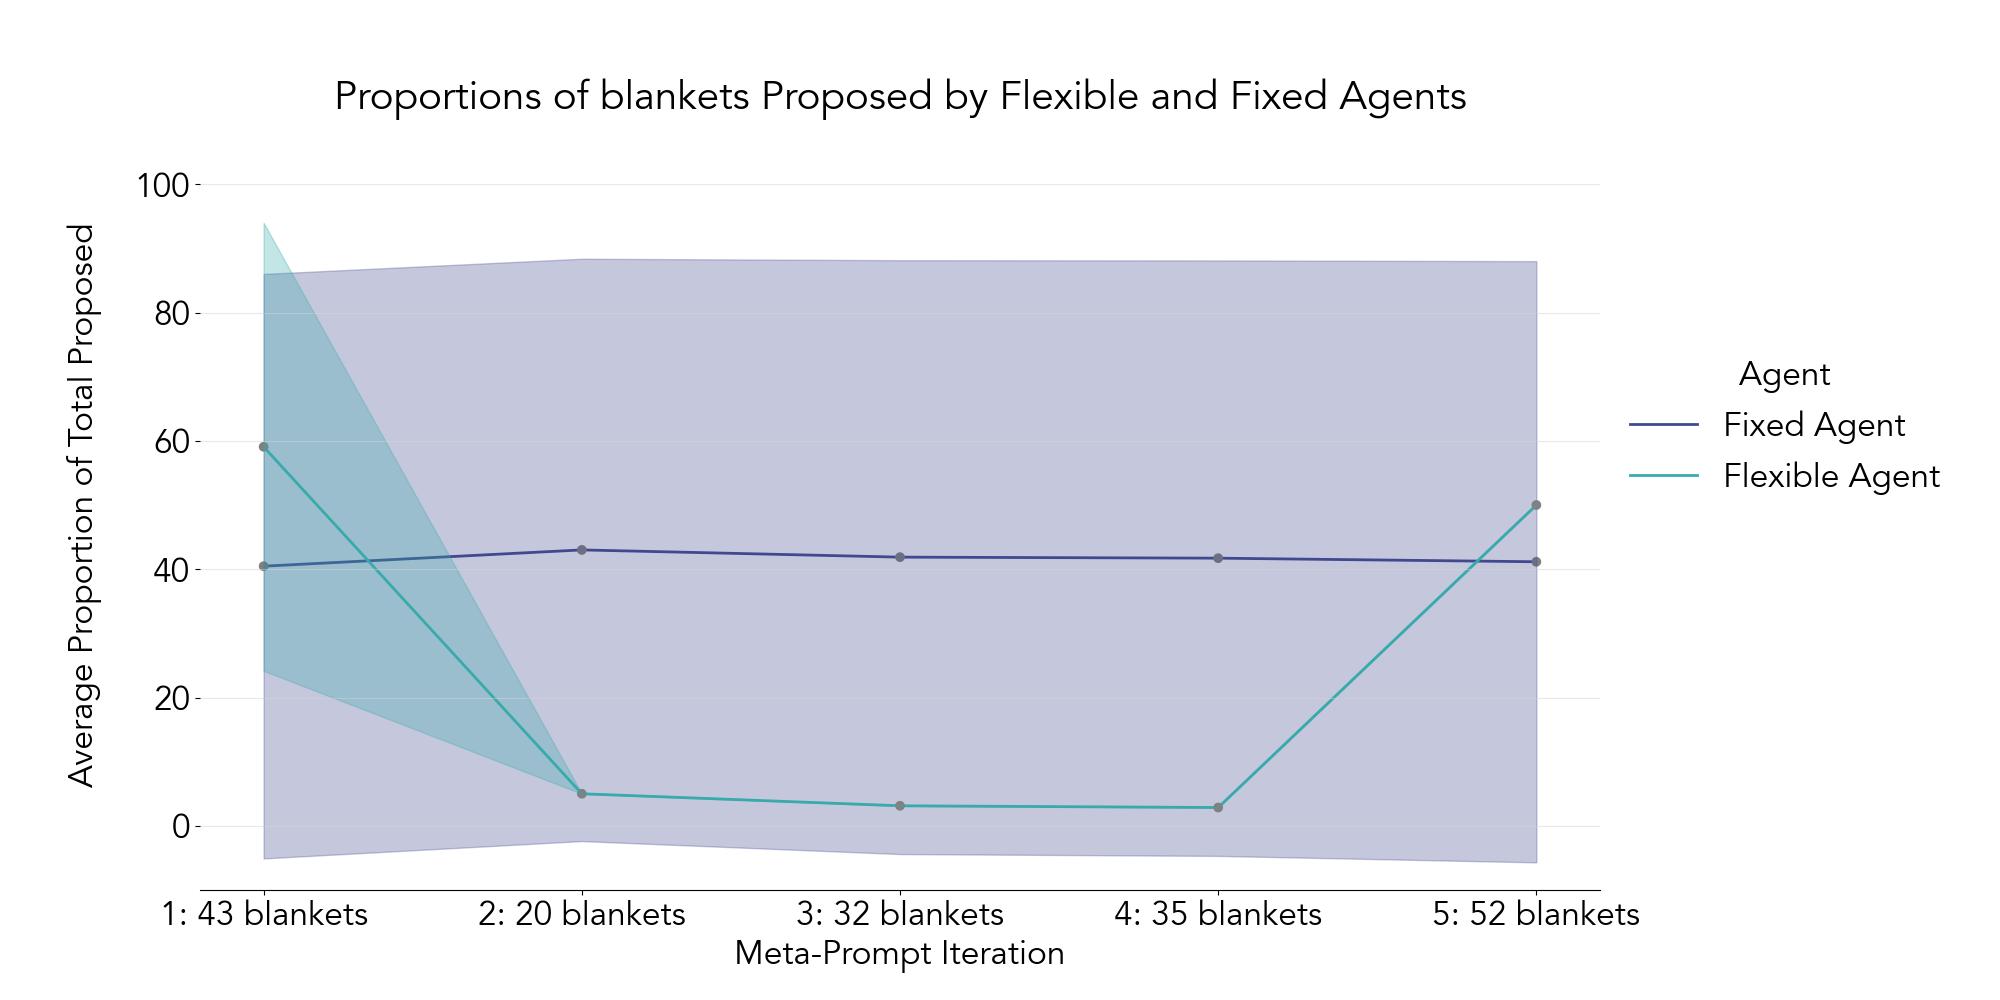 Proportions of blankets Proposed by Flexible and Fixed Agents
Average Proportion of Total Proposed
100
80
60
40
20
0
1: 43 blankets
2: 20 blankets
3: 32 blankets
4: 35 blankets
5: 52 blankets
Meta-Prompt Iteration
Agent
Fixed Agent
Flexible Agent